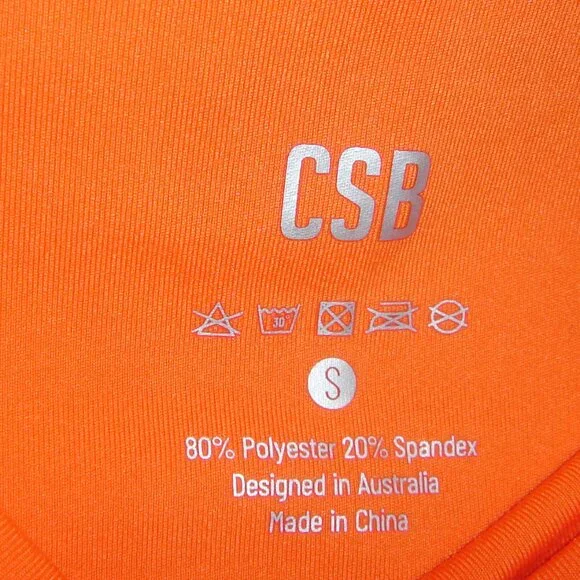 CSB
30°
S
80% Polyester 20% Spandex
Designed in Australia
Made in China